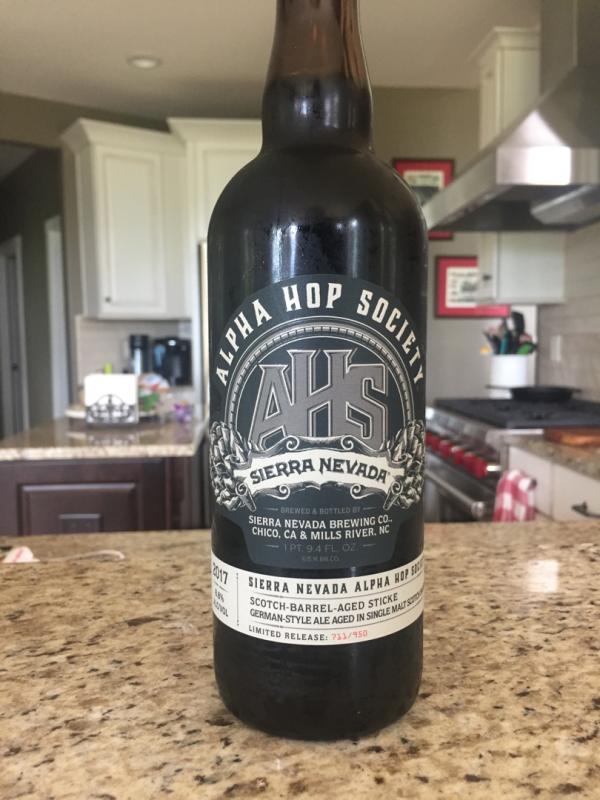 ALPHA HOP SOCIETY
AHS
SIERRA NEVADA
BREWED & BOTTLED BY
SIERRA NEVADA BREWING CO.,
CHICO, CA & MILLS RIVER, NC
1 PT. 9.4 FL. OZ.
2017
SIERRA NEVADA ALPHA HOP
SCOTCH-BARREL-AGED STICKE
GERMAN-STYLE ALE AGED IN SINGLE MALT
LIMITED RELEASE: 711/950